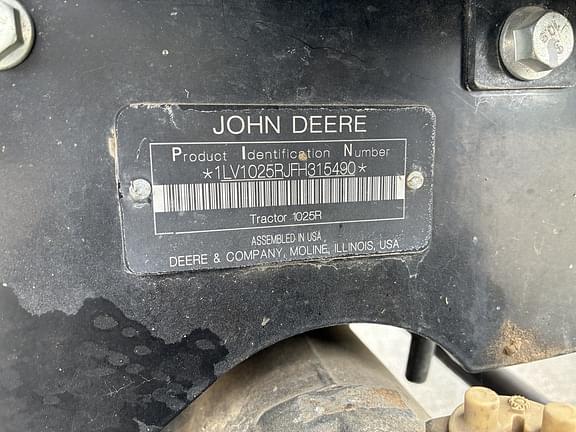 JOHN DEERE
Product Identification Number
*1LV1025RJFH315490*
Tractor 1025R
ASSEMBLED IN USA
DEERE & COMPANY, MOLINE, ILLINOIS, USA